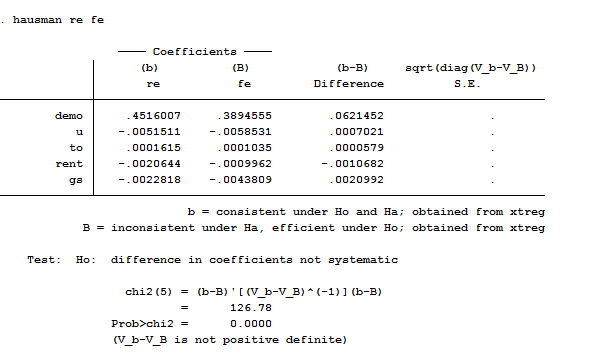 . hausman re fe
Coefficients
(b) (B) (b-B) sqrt(diag(V_b-V_B))
re fe Difference S.E.
demo .4516007 .3894555 .0621452 .
u -.0051511 -.0058531 .0007021 .
to .0001615 .0001035 .0000579 .
rent -.0020644 -.0009962 -.0010682 .
gs -.0022818 -.0043809 .0020992 .
b = consistent under Ho and Ha; obtained from xtreg
B = inconsistent under Ha, efficient under Ho; obtained from xtreg
Test: Ho: difference in coefficients not systematic
chi2(5) = (b-B)'[(V_b-V_B)^(-1)](b-B)
= 126.78
Prob>chi2 = 0.0000
(V_b-V_B is not positive definite)